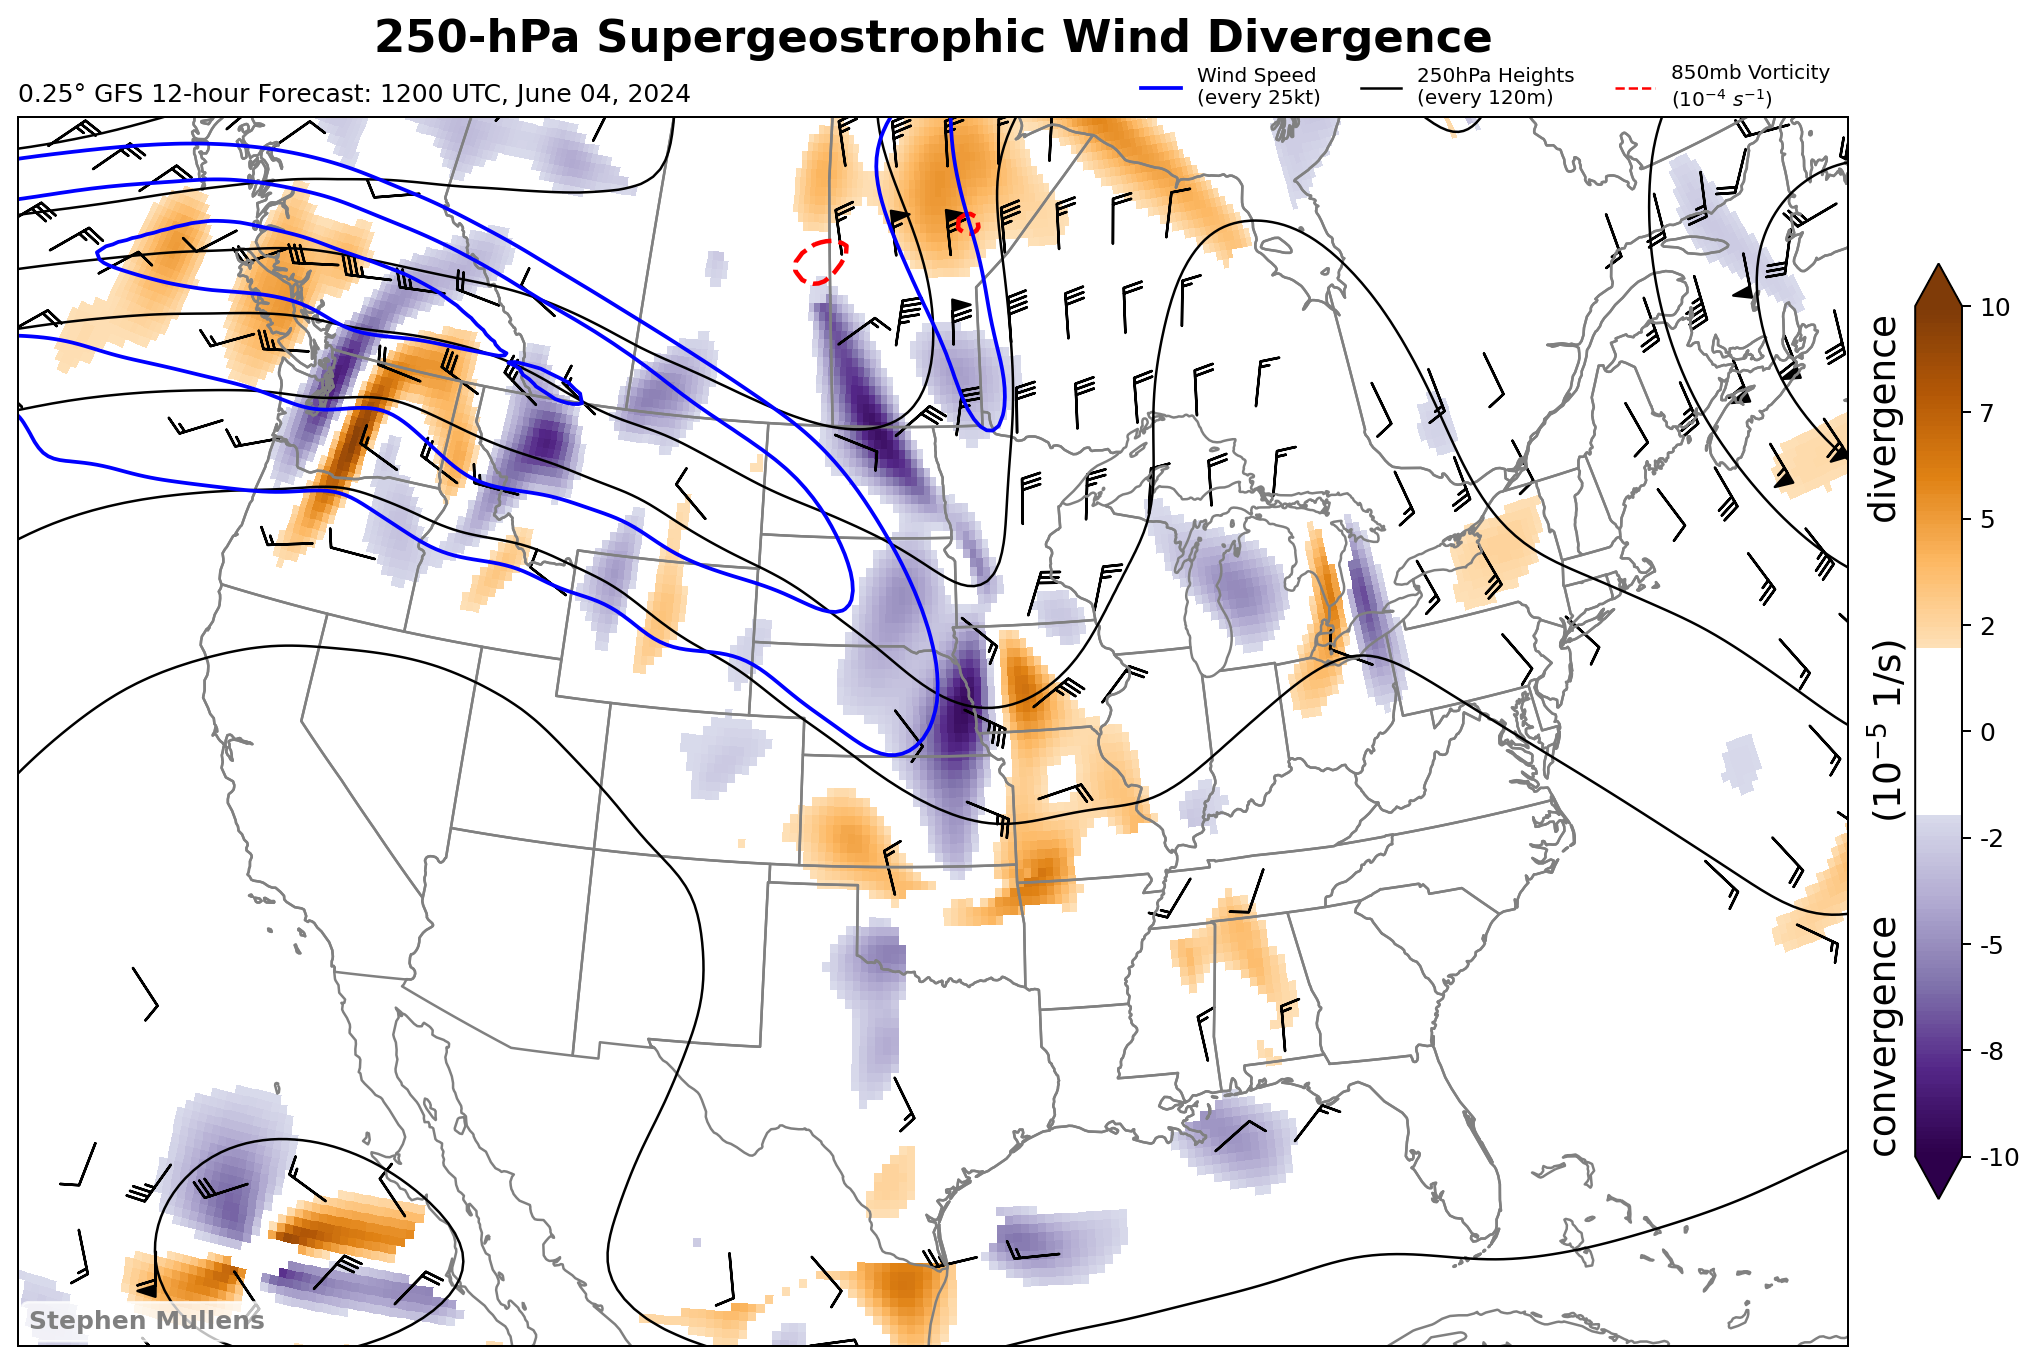 250-hPa Supergeostrophic Wind Divergence
0.25° GFS 12-hour Forecast: 1200 UTC, June 04, 2024
Wind Speed
(every 25kt)
250hPa Heights
(every 120m)
850mb Vorticity
(10⁻⁴ s⁻¹)
10
7
5
2
0
-2
-5
-8
-10
convergence (10⁻⁵ 1/s) divergence
Stephen Mullens